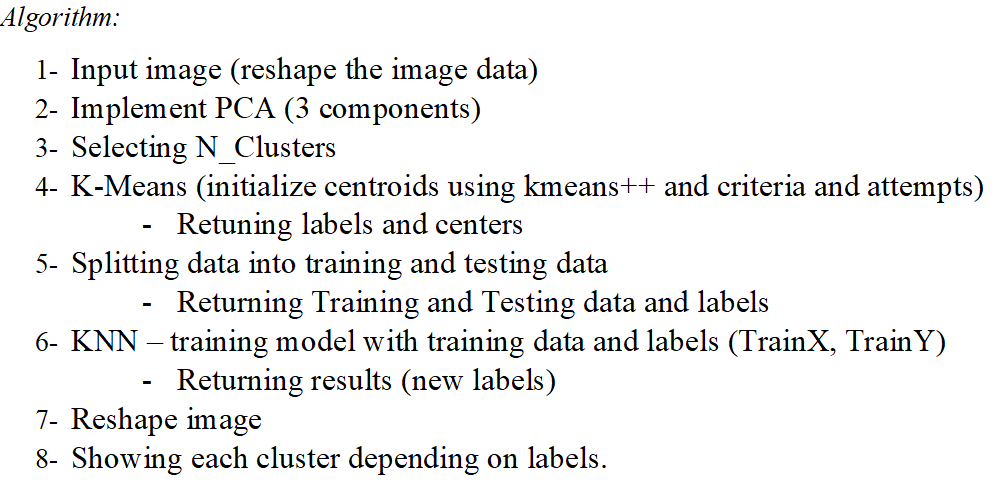 Algorithm:
1- Input image (reshape the image data)
2- Implement PCA (3 components)
3- Selecting N_Clusters
4- K-Means (initialize centroids using kmeans++ and criteria and attempts)
- Retuning labels and centers
5- Splitting data into training and testing data
- Returning Training and Testing data and labels
6- KNN – training model with training data and labels (TrainX, TrainY)
- Returning results (new labels)
7- Reshape image
8- Showing each cluster depending on labels.